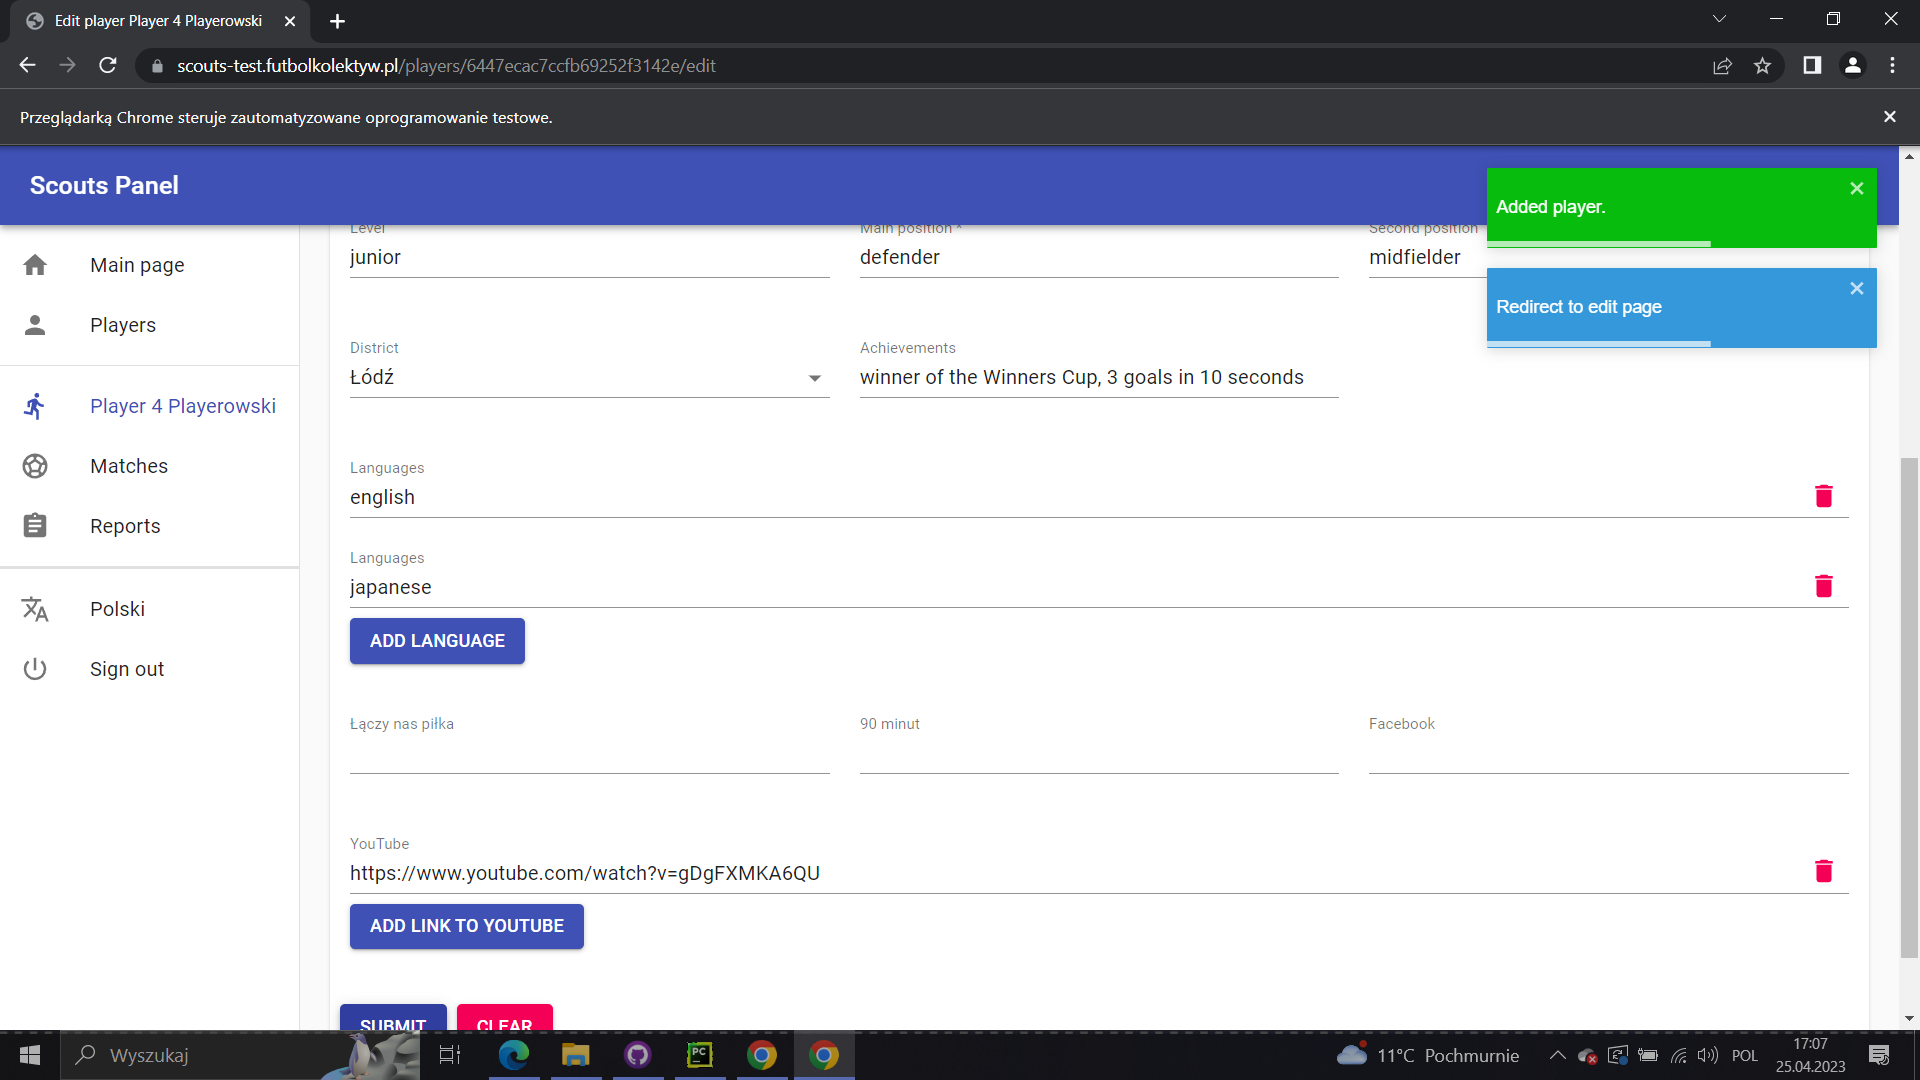 Edit player Player 4 Playerowski
scouts-test.futbolkolektyw.pl/players/6447ecac7ccfb69252f3142e/edit
Przeglądarką Chrome steruje zautomatyzowane oprogramowanie testowe.
Scouts Panel
Added player.
Redirect to edit page
Main page
Players
Player 4 Playerowski
Matches
Reports
Polski
Sign out
Level
Main position *
Second position
junior
defender
midfielder
District
Achievements
Łódź
winner of the Winners Cup, 3 goals in 10 seconds
Languages
english
Languages
japanese
ADD LANGUAGE
Łączy nas piłka
90 minut
Facebook
YouTube
https://www.youtube.com/watch?v=gDgFXMKA6QU
ADD LINK TO YOUTUBE
SUBMIT
CLEAR
Wyszukaj
PC
11°C Pochmurnie
POL
17:07
25.04.2023